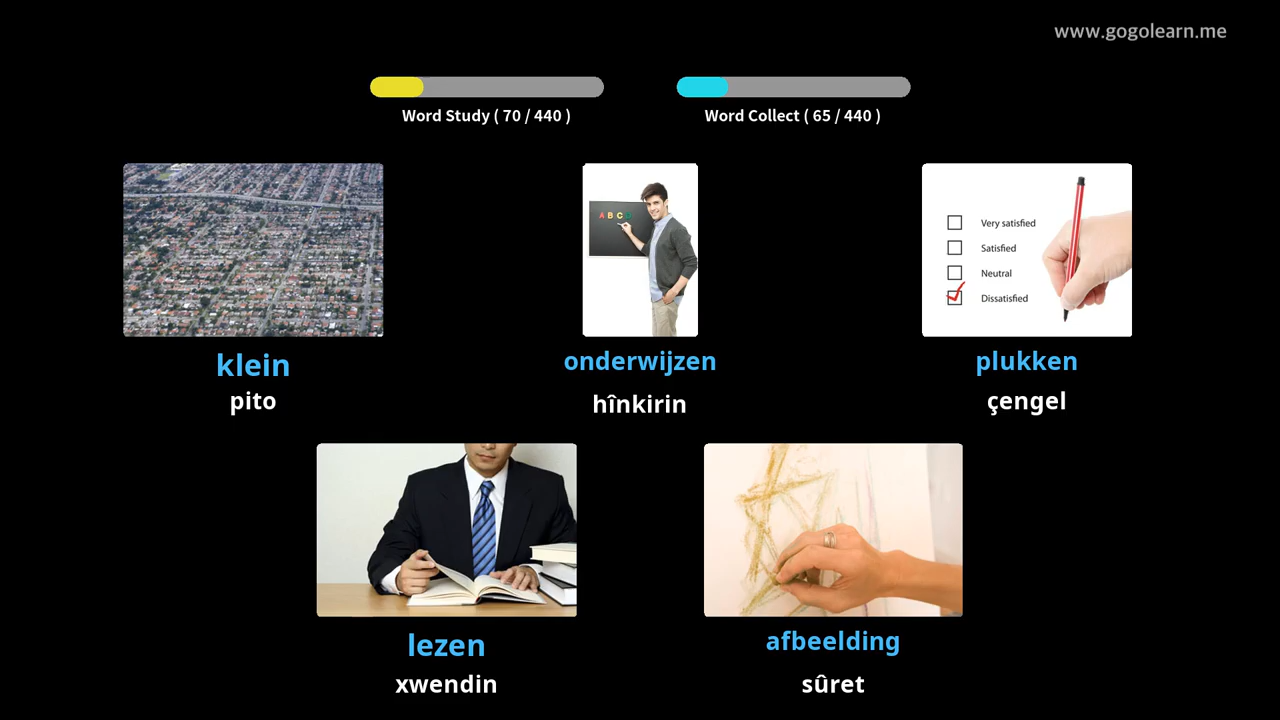 www.gogolearn.me
Word Study ( 70 / 440 )
Word Collect ( 65 / 440 )
A B C D
Very satisfied
Satisfied
Neutral
Dissatisfied
klein
pito
onderwijzen
hînkirin
plukken
çengel
lezen
xwendin
afbeelding
sûret